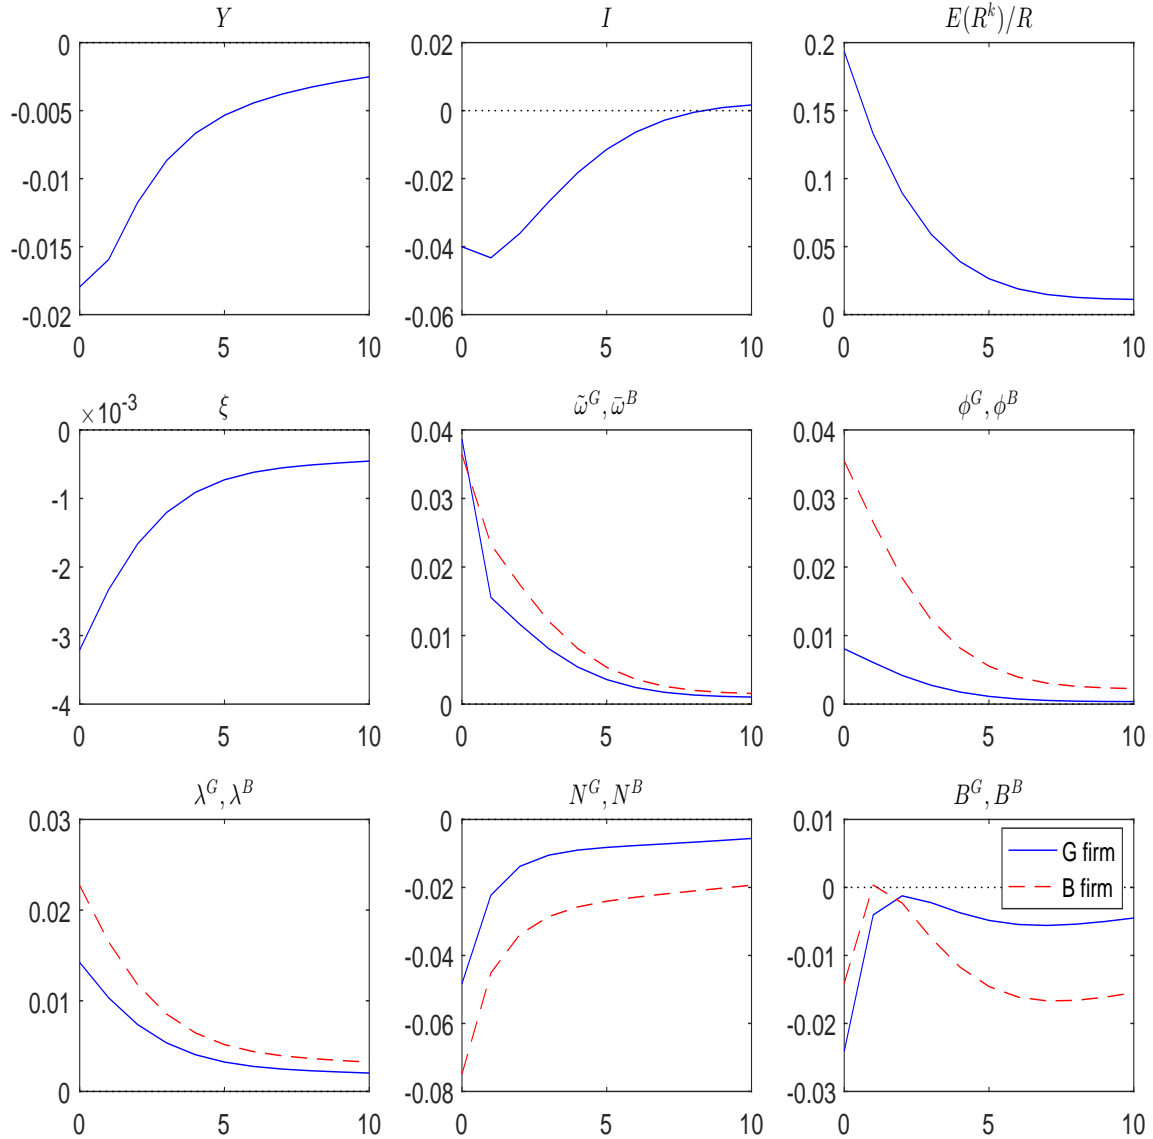 Y
0
-0.005
-0.01
-0.015
-0.02
0 5 10
I
0.02
0
-0.02
-0.04
-0.06
0 5 10
E(R^k)/R
0.2
0.15
0.1
0.05
0
0 5 10
ξ
×10^-3
0
-1
-2
-3
-4
0 5 10
ω̃^G, ω̄^B
0.04
0.03
0.02
0.01
0
0 5 10
ϕ^G, ϕ^B
0.04
0.03
0.02
0.01
0
0 5 10
λ^G, λ^B
0.03
0.02
0.01
0
0 5 10
N^G, N^B
0
-0.02
-0.04
-0.06
-0.08
0 5 10
B^G, B^B
0.01
0
-0.01
-0.02
-0.03
0 5 10
G firm
B firm